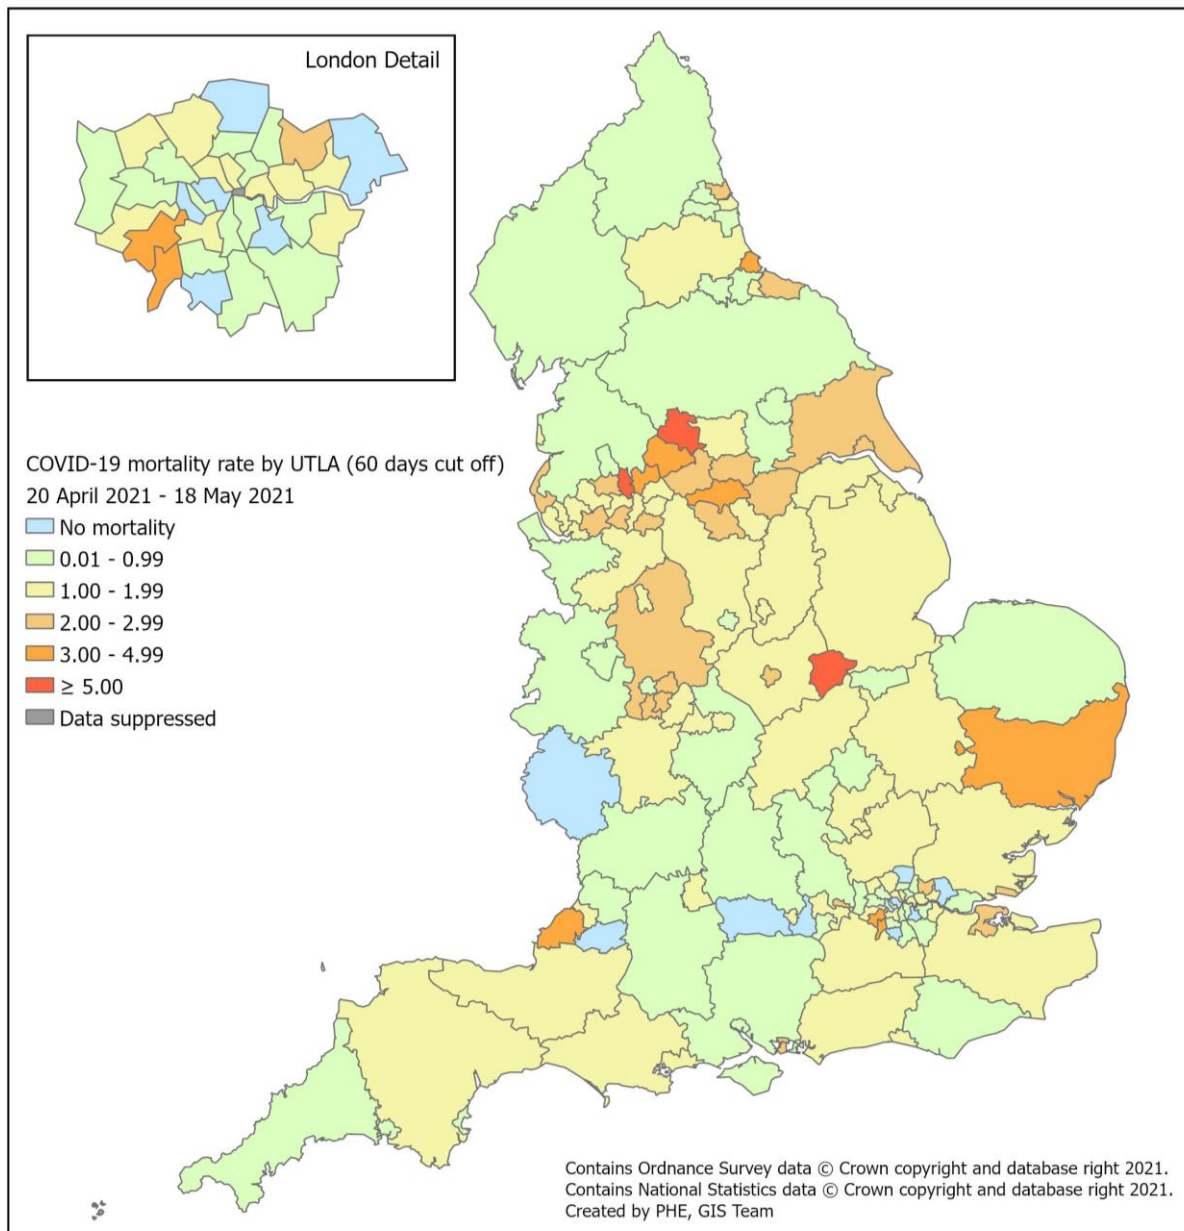 London Detail
COVID-19 mortality rate by UTLA (60 days cut off)
20 April 2021 - 18 May 2021
No mortality
0.01 - 0.99
1.00 - 1.99
2.00 - 2.99
3.00 - 4.99
≥ 5.00
Data suppressed
Contains Ordnance Survey data © Crown copyright and database right 2021.
Contains National Statistics data © Crown copyright and database right 2021.
Created by PHE, GIS Team